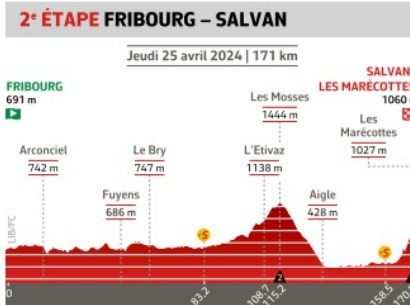 2e ÉTAPE FRIBOURG – SALVAN
Jeudi 25 avril 2024 | 171 km
FRIBOURG
691 m
SALVAN
LES MARÉCOTTES
1060
Les Mosses
1444 m
Arconciel
742 m
Le Bry
747 m
L'Etivaz
1138 m
Les
Marécottes
1027 m
Fuyens
686 m
Aigle
428 m
S
S
LIB/FC
0
83,2
108,7
2
158,5